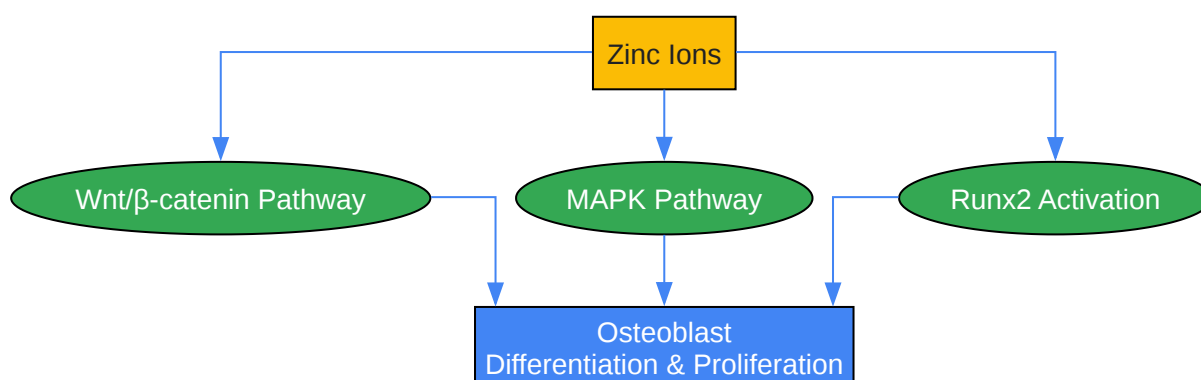 Zinc Ions
Wnt/β-catenin Pathway
MAPK Pathway
Runx2 Activation
Osteoblast
Differentiation & Proliferation